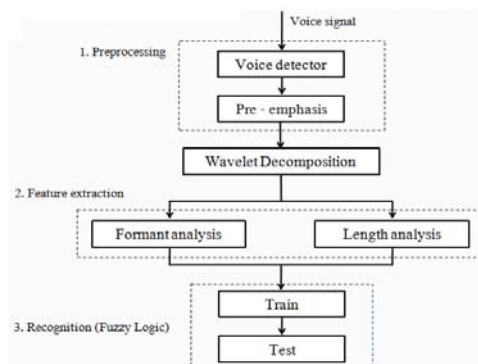 Voice signal
1. Preprocessing
Voice detector
Pre - emphasis
Wavelet Decomposition
2. Feature extraction
Formant analysis
Length analysis
Train
3. Recognition (Fuzzy Logic)
Test